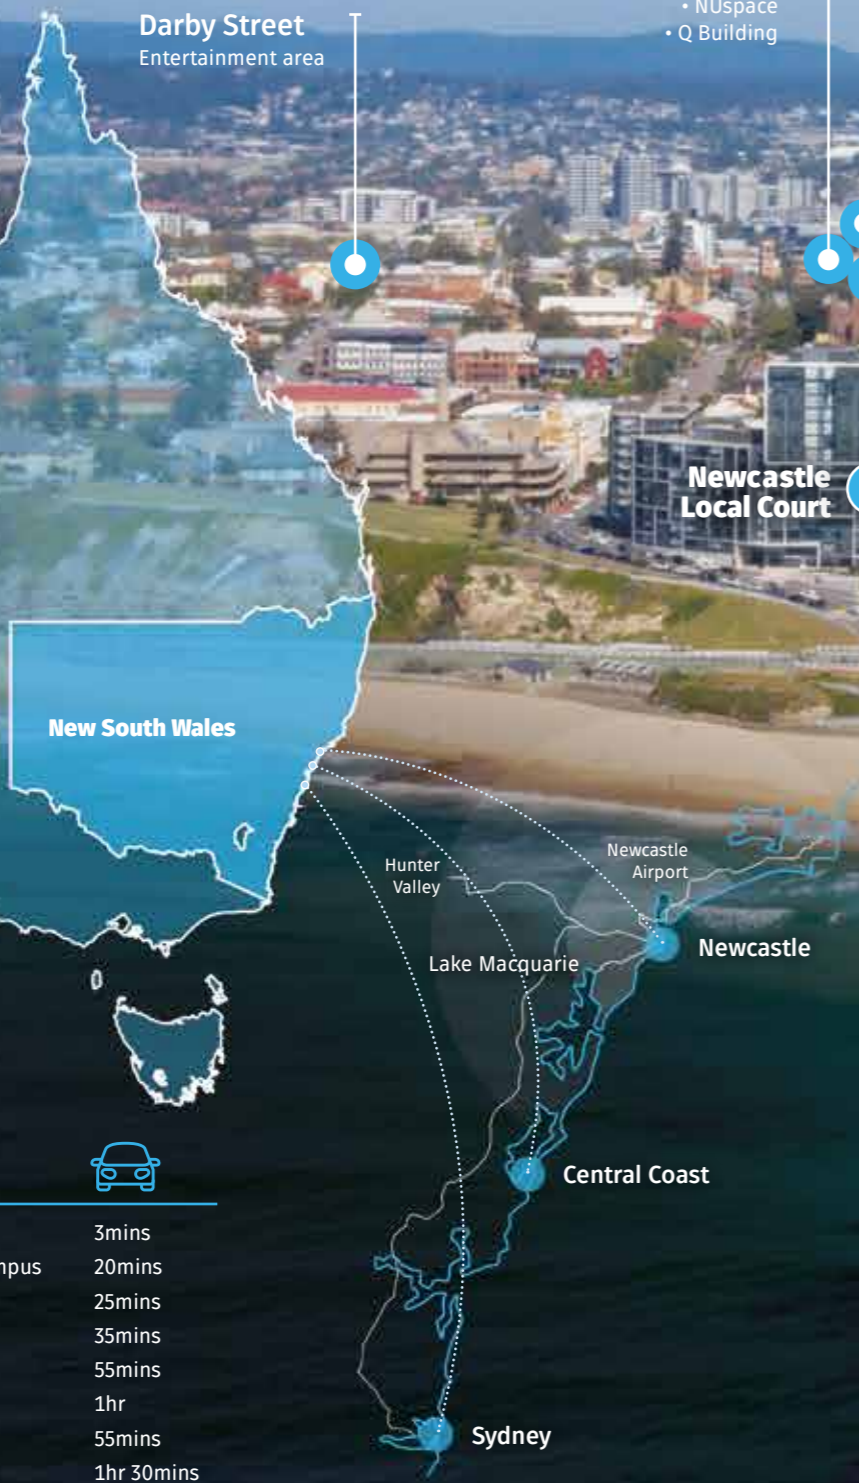 Darby Street
Entertainment area
• NUspace
• Q Building
Newcastle
Local Court
New South Wales
Hunter
Valley
Newcastle
Airport
Lake Macquarie
Newcastle
Central Coast
Sydney
3mins
mpus 20mins
25mins
35mins
55mins
1hr
55mins
1hr 30mins